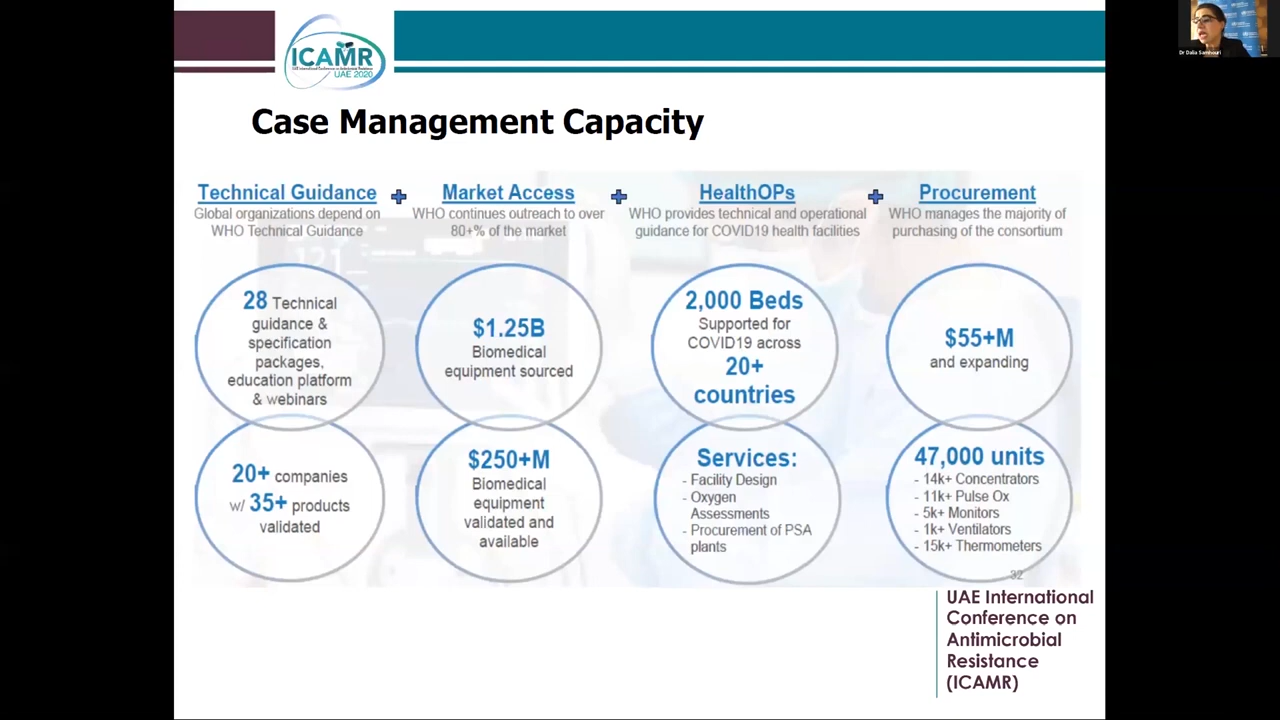 ICAMR
UAE 2020
Dr Dalia Samhouri
Case Management Capacity
Technical Guidance
Global organizations depend on
WHO Technical Guidance
Market Access
WHO continues outreach to over
80+% of the market
HealthOPs
WHO provides technical and operational
guidance for COVID19 health facilities
Procurement
WHO manages the majority of
purchasing of the consortium
28 Technical
guidance &
specification
packages,
education platform
& webinars
$1.25B
Biomedical
equipment sourced
2,000 Beds
Supported for
COVID19 across
20+
countries
$55+M
and expanding
20+ companies
w/ 35+ products
validated
$250+M
Biomedical
equipment
validated and
available
Services:
- Facility Design
- Oxygen
Assessments
- Procurement of PSA
plants
47,000 units
- 14k+ Concentrators
- 11k+ Pulse Ox
- 5k+ Monitors
- 1k+ Ventilators
- 15k+ Thermometers
32
UAE International
Conference on
Antimicrobial
Resistance
(ICAMR)